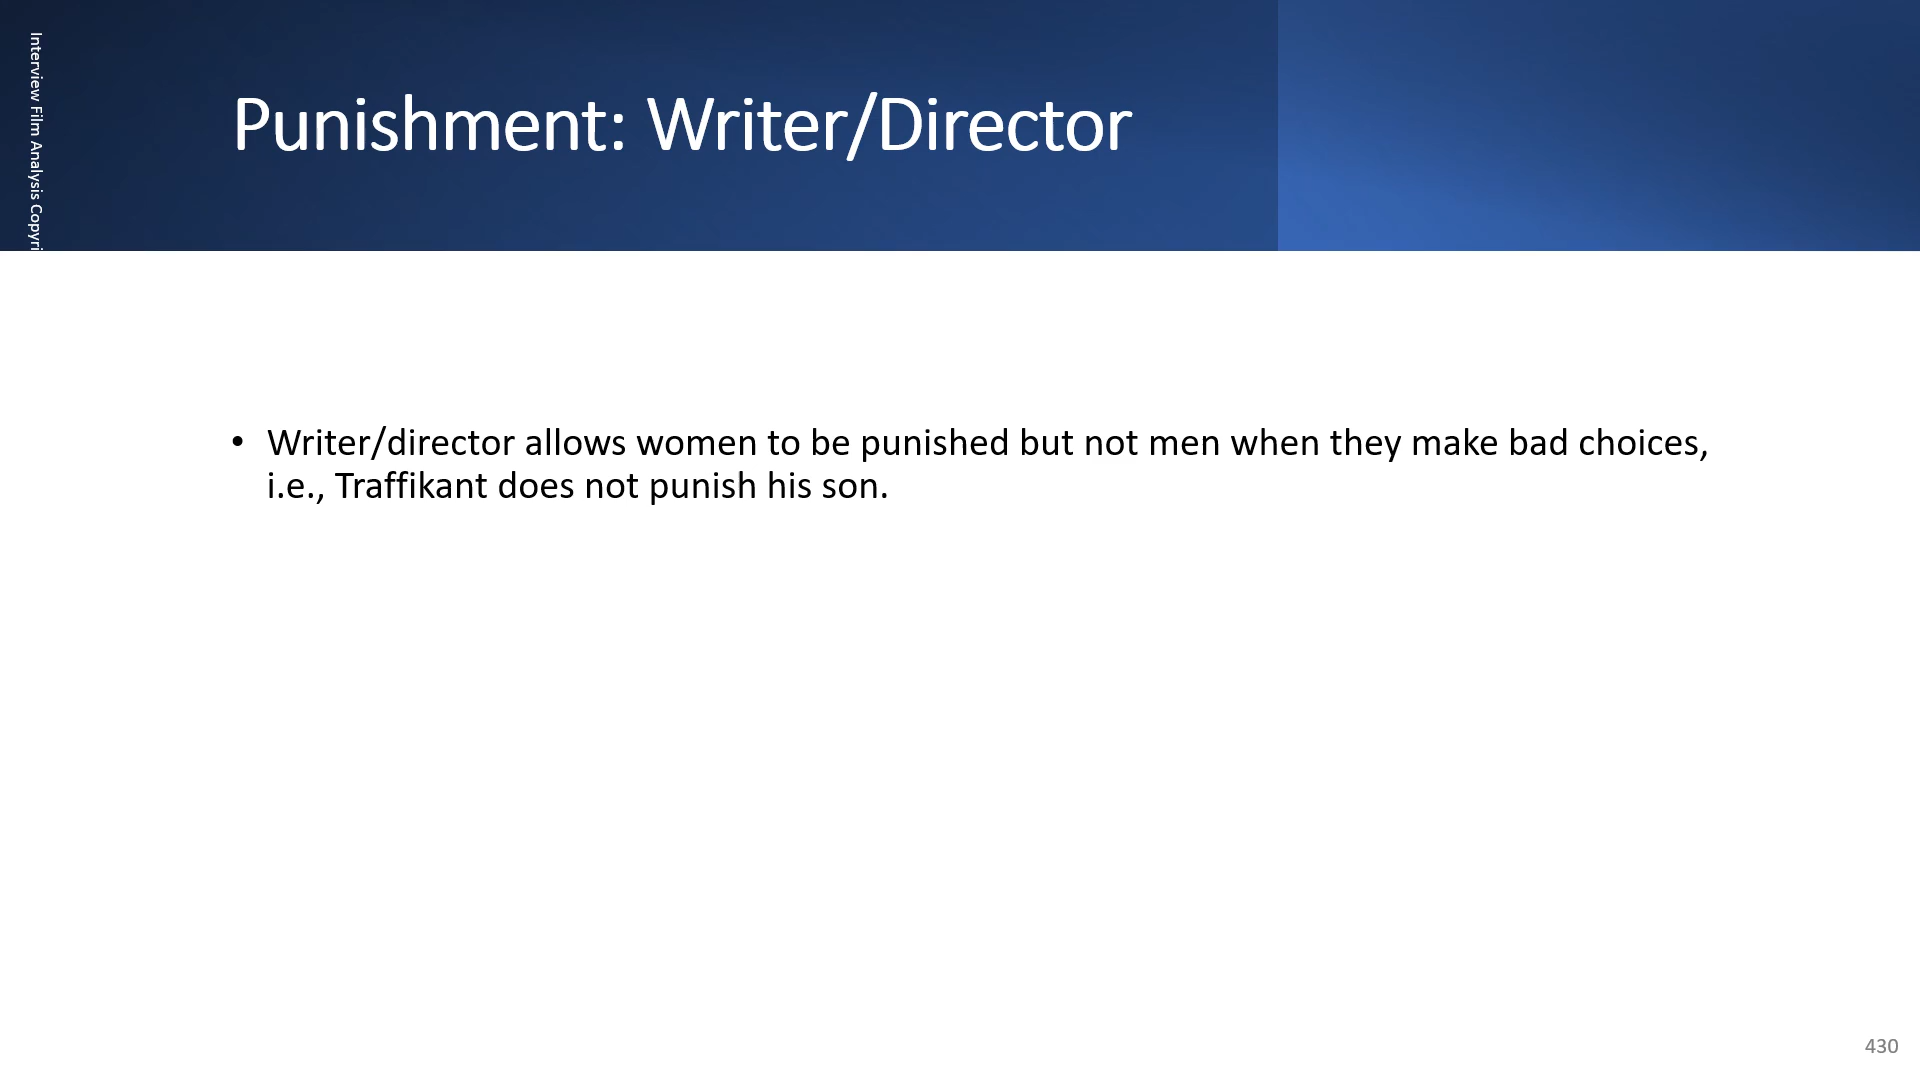 Interview Film Analysis
Punishment: Writer/Director
• Writer/director allows women to be punished but not men when they make bad choices,
i.e., Traffikant does not punish his son.
430